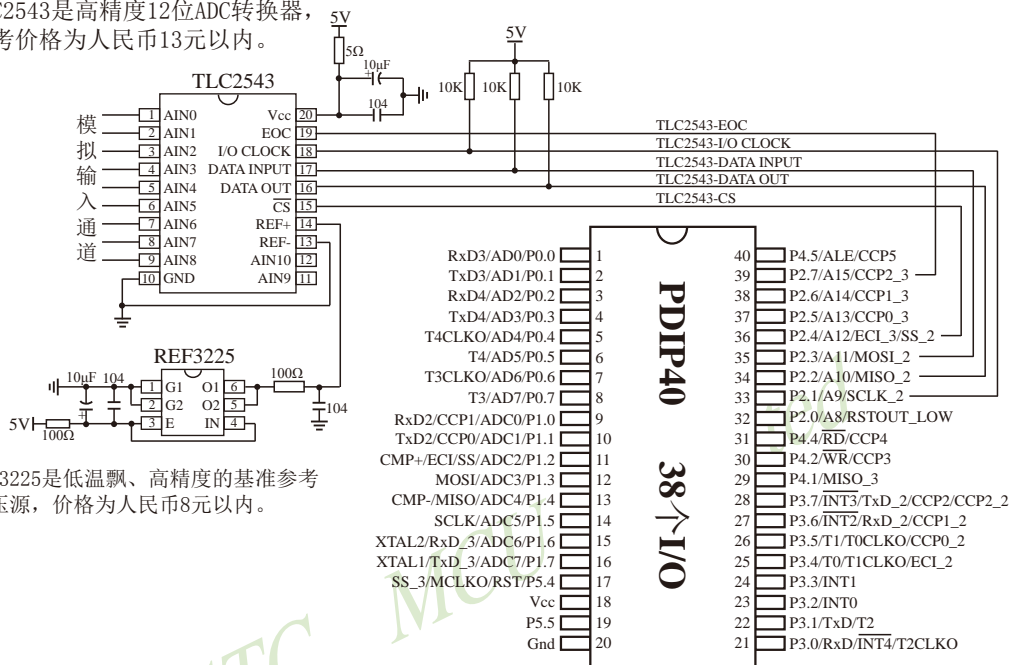 C2543是高精度12位ADC转换器，
考价格为人民币13元以内。
5V
5Ω
10μF
+
104
5V
10K
10K
10K
TLC2543
模拟输入通道
1 AIN0
2 AIN1
3 AIN2
4 AIN3
5 AIN4
6 AIN5
7 AIN6
8 AIN7
9 AIN8
10 GND
Vcc 20
EOC 19
I/O CLOCK 18
DATA INPUT 17
DATA OUT 16
CS 15
REF+ 14
REF- 13
AIN10 12
AIN9 11
TLC2543-EOC
TLC2543-I/O CLOCK
TLC2543-DATA INPUT
TLC2543-DATA OUT
TLC2543-CS
REF3225
1 G1
2 G2
3 E
O1 6
O2 5
IN 4
10μF
104
+
5V
100Ω
100Ω
104
3225是低温飘、高精度的基准参考
压源，价格为人民币8元以内。
PDIP40
38个I/O
RxD3/AD0/P0.0 1
TxD3/AD1/P0.1 2
RxD4/AD2/P0.2 3
TxD4/AD3/P0.3 4
T4CLKO/AD4/P0.4 5
T4/AD5/P0.5 6
T3CLKO/AD6/P0.6 7
T3/AD7/P0.7 8
RxD2/CCP1/ADC0/P1.0 9
TxD2/CCP0/ADC1/P1.1 10
CMP+/ECI/SS/ADC2/P1.2 11
MOSI/ADC3/P1.3 12
CMP-/MISO/ADC4/P1.4 13
SCLK/ADC5/P1.5 14
XTAL2/RxD_3/ADC6/P1.6 15
XTAL1/TxD_3/ADC7/P1.7 16
SS_3/MCLKO/RST/P5.4 17
Vcc 18
P5.5 19
Gnd 20
40 P4.5/ALE/CCP5
39 P2.7/A15/CCP2_3
38 P2.6/A14/CCP1_3
37 P2.5/A13/CCP0_3
36 P2.4/A12/ECI_3/SS_2
35 P2.3/A11/MOSI_2
34 P2.2/A10/MISO_2
33 P2.1/A9/SCLK_2
32 P2.0/A8/RSTOUT_LOW
31 P4.4/RD/CCP4
30 P4.2/WR/CCP3
29 P4.1/MISO_3
28 P3.7/INT3/TxD_2/CCP2/CCP2_2
27 P3.6/INT2/RxD_2/CCP1_2
26 P3.5/T1/T0CLKO/CCP0_2
25 P3.4/T0/T1CLKO/ECI_2
24 P3.3/INT1
23 P3.2/INT0
22 P3.1/TxD/T2
21 P3.0/RxD/INT4/T2CLKO
MCU